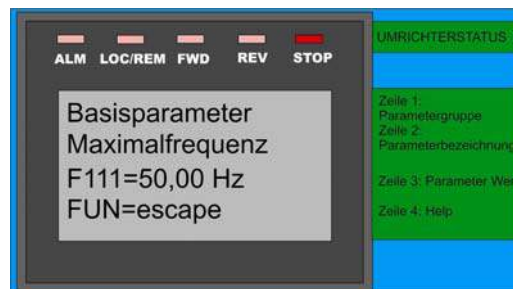 ALM LOC/REM FWD REV STOP
Basisparameter
Maximalfrequenz
F111=50,00 Hz
FUN=escape
UMRICHTERSTATUS
Zeile 1:
Parametergruppe
Zeile 2:
Parameterbezeichnung
Zeile 3: Parameter Wer
Zeile 4: Help